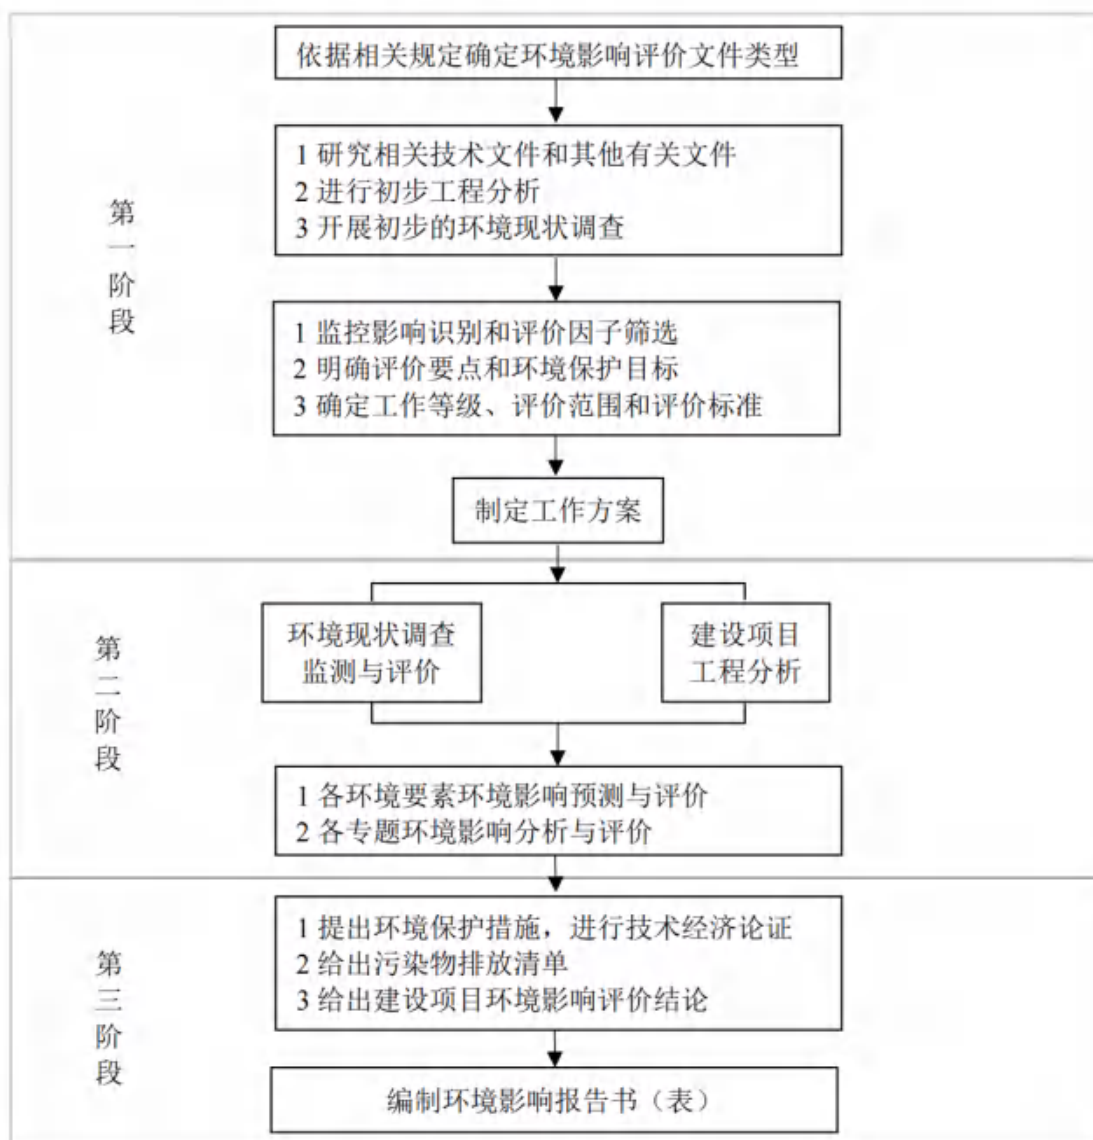 依据相关规定确定环境影响评价文件类型
1 研究相关技术文件和其他有关文件
2 进行初步工程分析
3 开展初步的环境现状调查
第一阶段
1 监控影响识别和评价因子筛选
2 明确评价要点和环境保护目标
3 确定工作等级、评价范围和评价标准
制定工作方案
第二阶段
环境现状调查
监测与评价
建设项目
工程分析
1 各环境要素环境影响预测与评价
2 各专题环境影响分析与评价
第三阶段
1 提出环境保护措施，进行技术经济论证
2 给出污染物排放清单
3 给出建设项目环境影响评价结论
编制环境影响报告书（表）